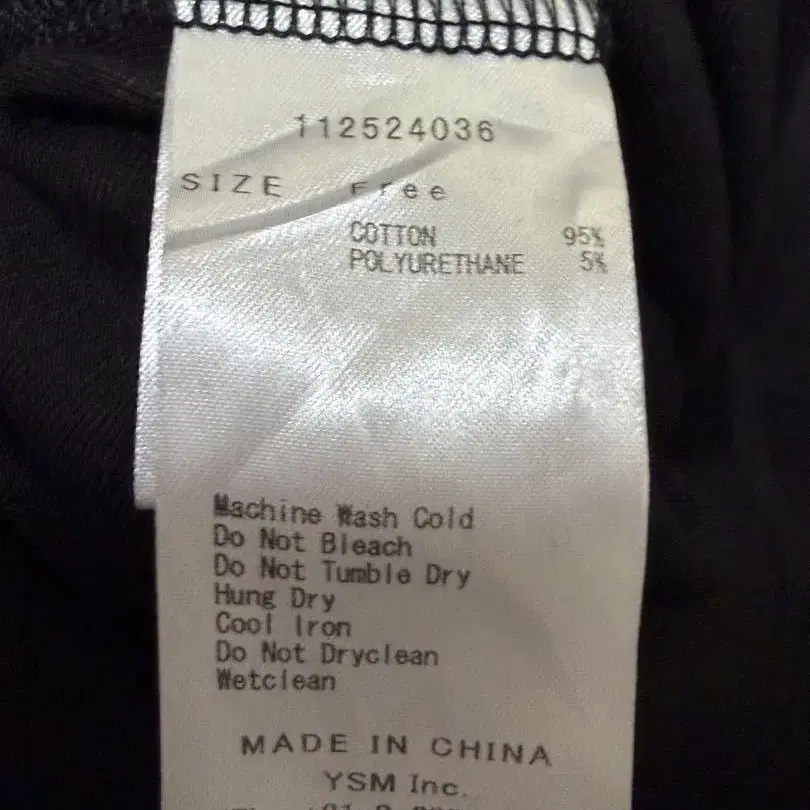 112524036
SIZE Free
COTTON 95%
POLYURETHANE 5%
Machine Wash Cold
Do Not Bleach
Do Not Tumble Dry
Hung Dry
Cool Iron
Do Not Dryclean
Wetclean
MADE IN CHINA
YSM Inc.